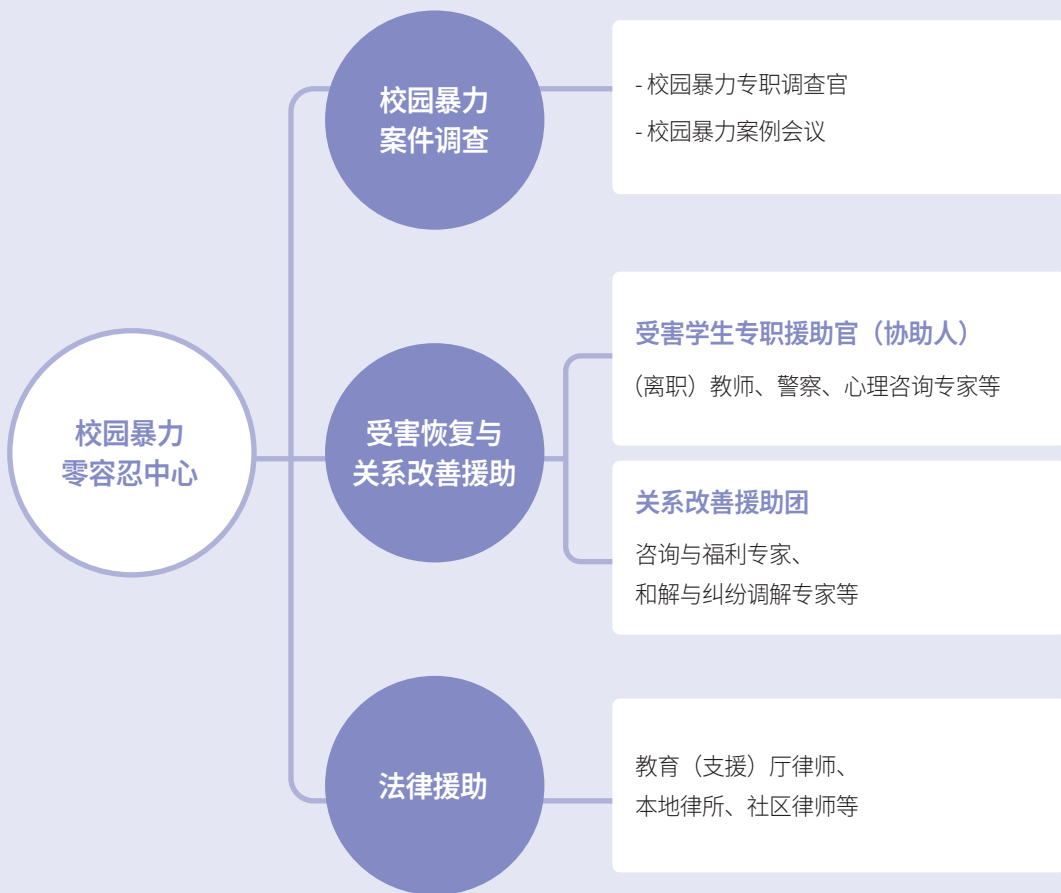 校园暴力
零容忍中心
校园暴力
案件调查
- 校园暴力专职调查官
- 校园暴力案例会议
受害恢复与
关系改善援助
受害学生专职援助官（协助人）
（离职）教师、警察、心理咨询专家等
关系改善援助团
咨询与福利专家、
和解与纠纷调解专家等
法律援助
教育（支援）厅律师、
本地律所、社区律师等